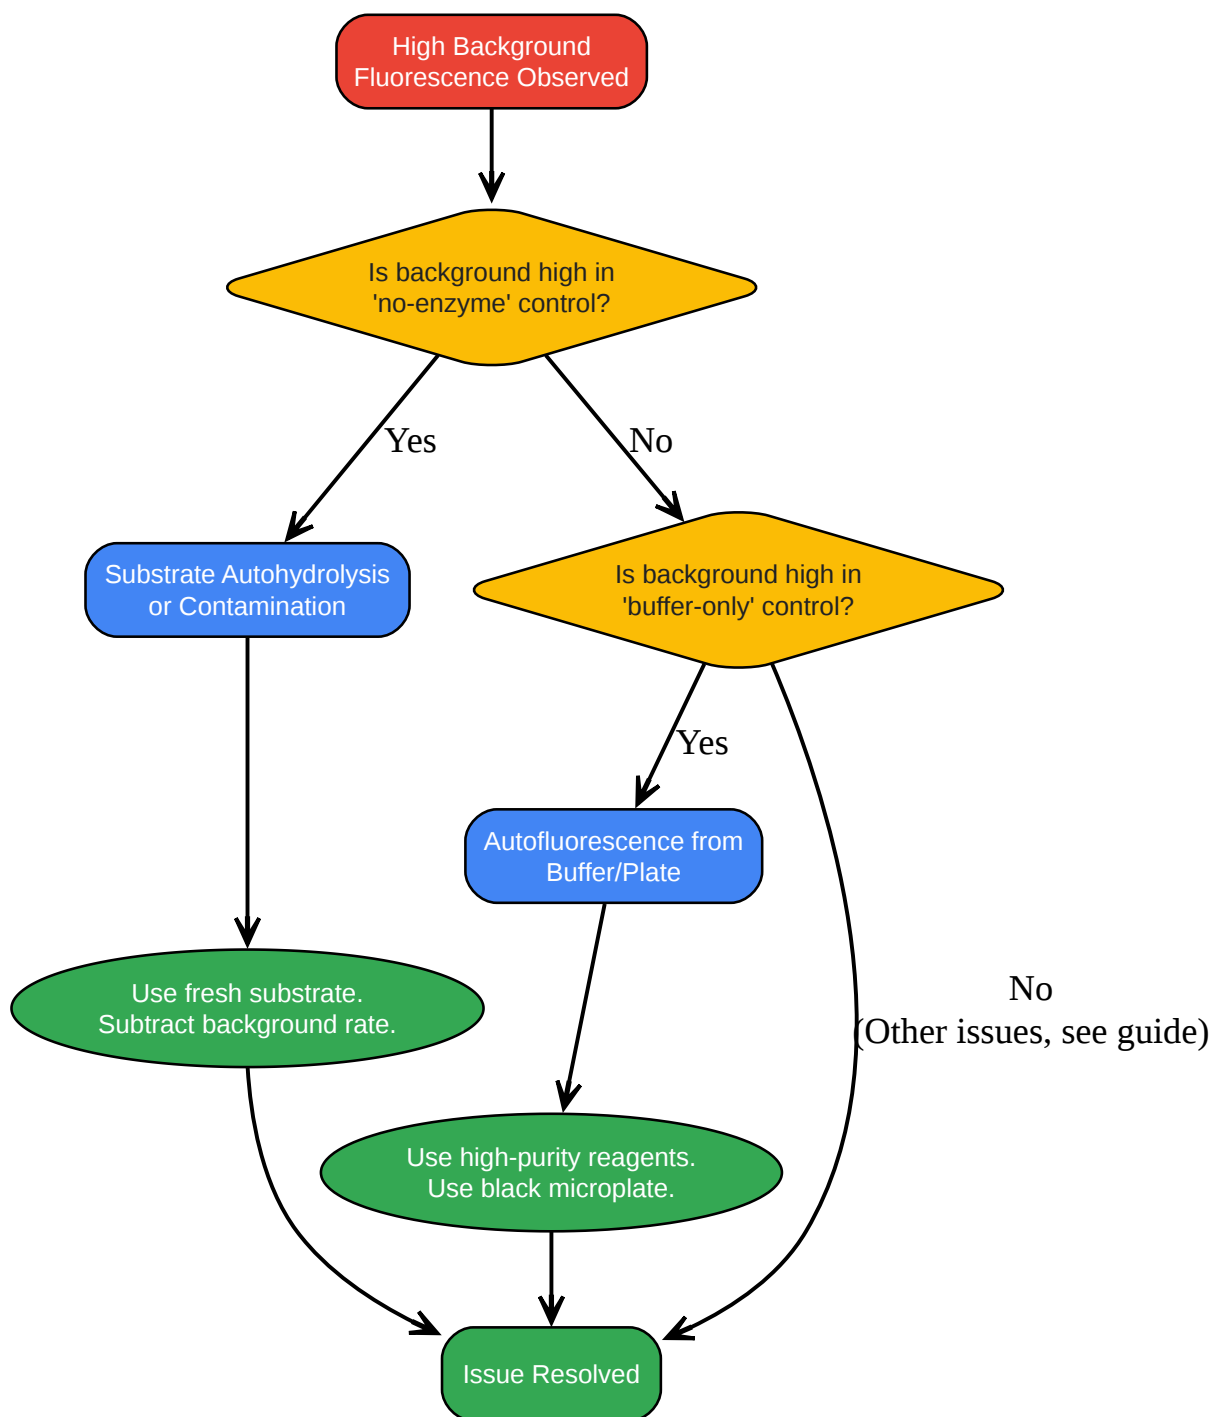 High Background
Fluorescence Observed
Is background high in
'no-enzyme' control?
Yes
No
Substrate Autohydrolysis
or Contamination
Is background high in
'buffer-only' control?
Yes
Autofluorescence from
Buffer/Plate
Use fresh substrate.
Subtract background rate.
No
(Other issues, see guide)
Use high-purity reagents.
Use black microplate.
Issue Resolved